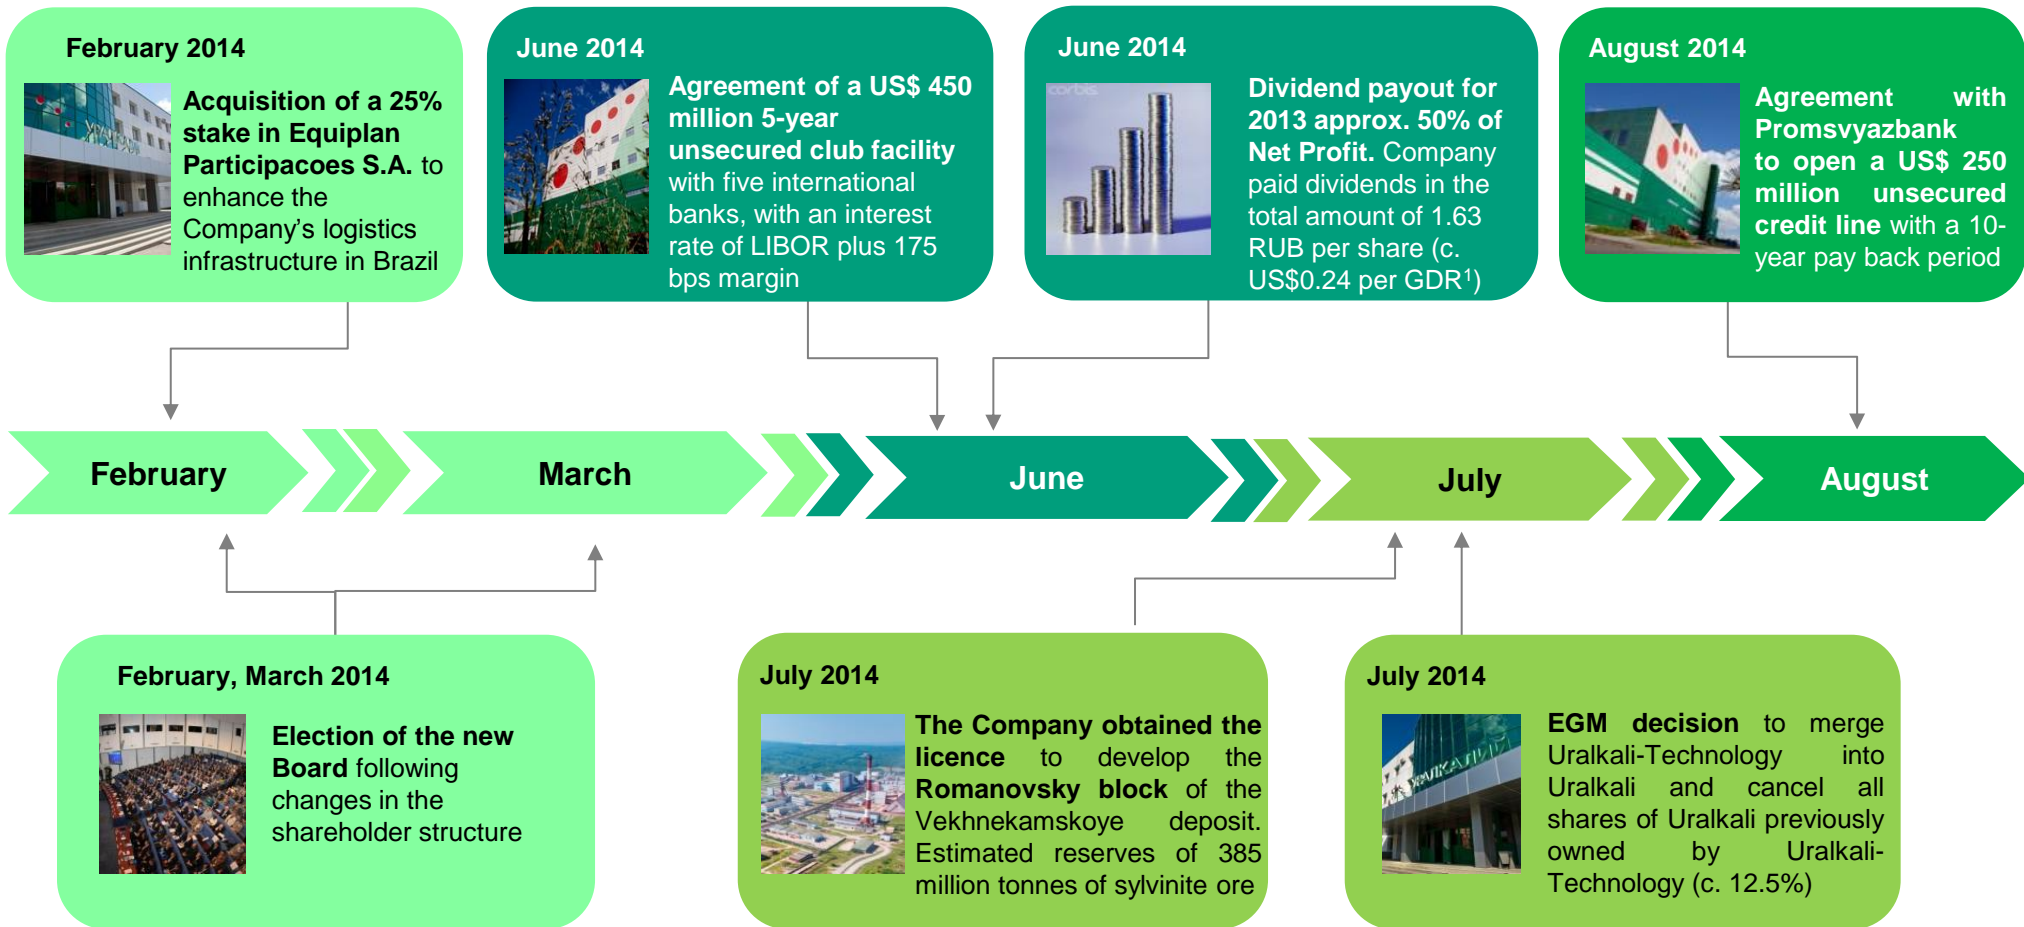 February 2014
Acquisition of a 25%
stake in Equiplan
Participacoes S.A. to
enhance the
Company’s logistics
infrastructure in Brazil
June 2014
Agreement of a US$ 450
million 5-year
unsecured club facility
with five international
banks, with an interest
rate of LIBOR plus 175
bps margin
June 2014
corbis
Dividend payout for
2013 approx. 50% of
Net Profit. Company
paid dividends in the
total amount of 1.63
RUB per share (c.
US$0.24 per GDR¹)
August 2014
Agreement with
Promsvyazbank
to open a US$ 250
million unsecured
credit line with a 10-
year pay back period
February
March
June
July
August
February, March 2014
Election of the new
Board following
changes in the
shareholder structure
July 2014
The Company obtained the
licence to develop the
Romanovsky block of the
Vekhnekamskoye deposit.
Estimated reserves of 385
million tonnes of sylvinite ore
July 2014
УРАЛКАЛИЙ
EGM decision to merge
Uralkali-Technology into
Uralkali and cancel all
shares of Uralkali previously
owned by Uralkali-
Technology (c. 12.5%)